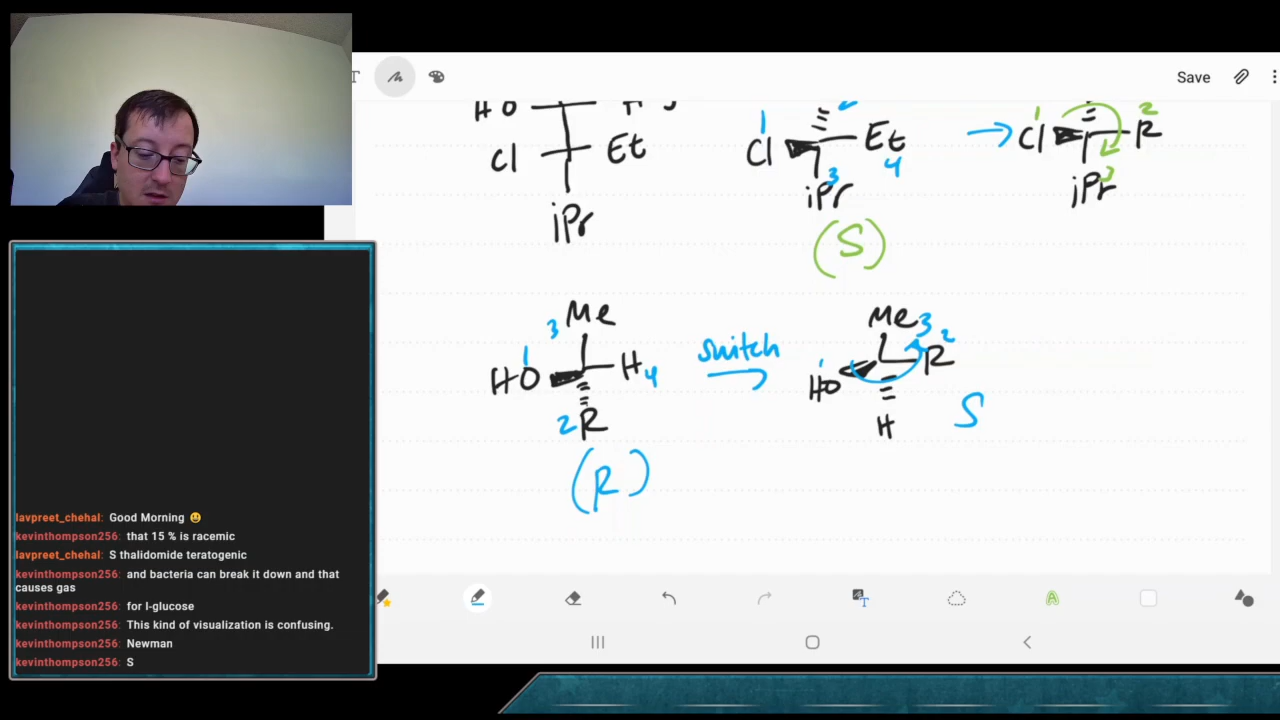 T
Save
HO
2
2
1
1
Cl
Et
Cl
Et
Cl
R
3
4
3
iPr
iPr
iPr
(S)
3 Me
Me 3
2
1
switch
1
HO
H 4
HO
R
2 R
H
S
(R)
lavpreet_chehal: Good Morning 😃
kevinthompson256: that 15 % is racemic
lavpreet_chehal: S thalidomide teratogenic
kevinthompson256: and bacteria can break it down and that
causes gas
kevinthompson256: for l-glucose
kevinthompson256: This kind of visualization is confusing.
kevinthompson256: Newman
kevinthompson256: S